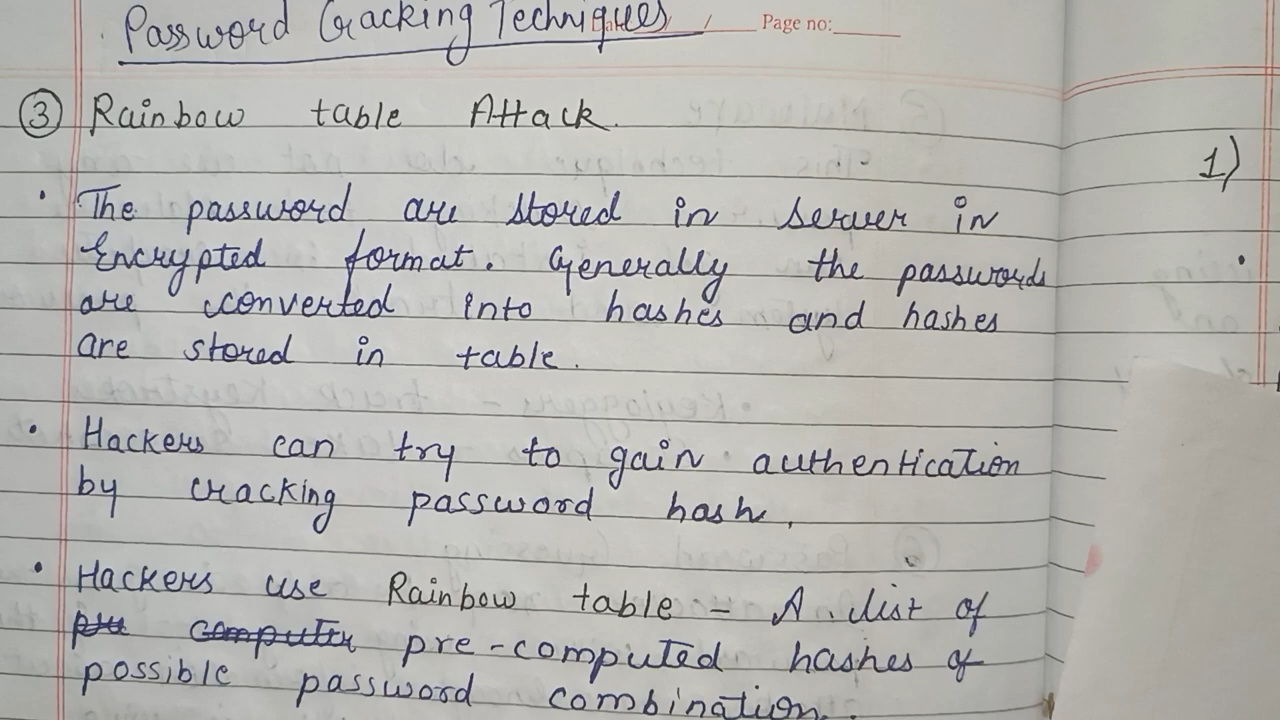 Password Cracking Techniques / Page no:
③ Rainbow table Attack.
1)
• The password are stored in server in
Encrypted format. Generally the passwords
are converted into hashes and hashes
are stored in table.
• Hackers can try to gain authentication
by cracking password hash.
• Hackers use Rainbow table - A list of
pre-computed hashes of
possible password combination.